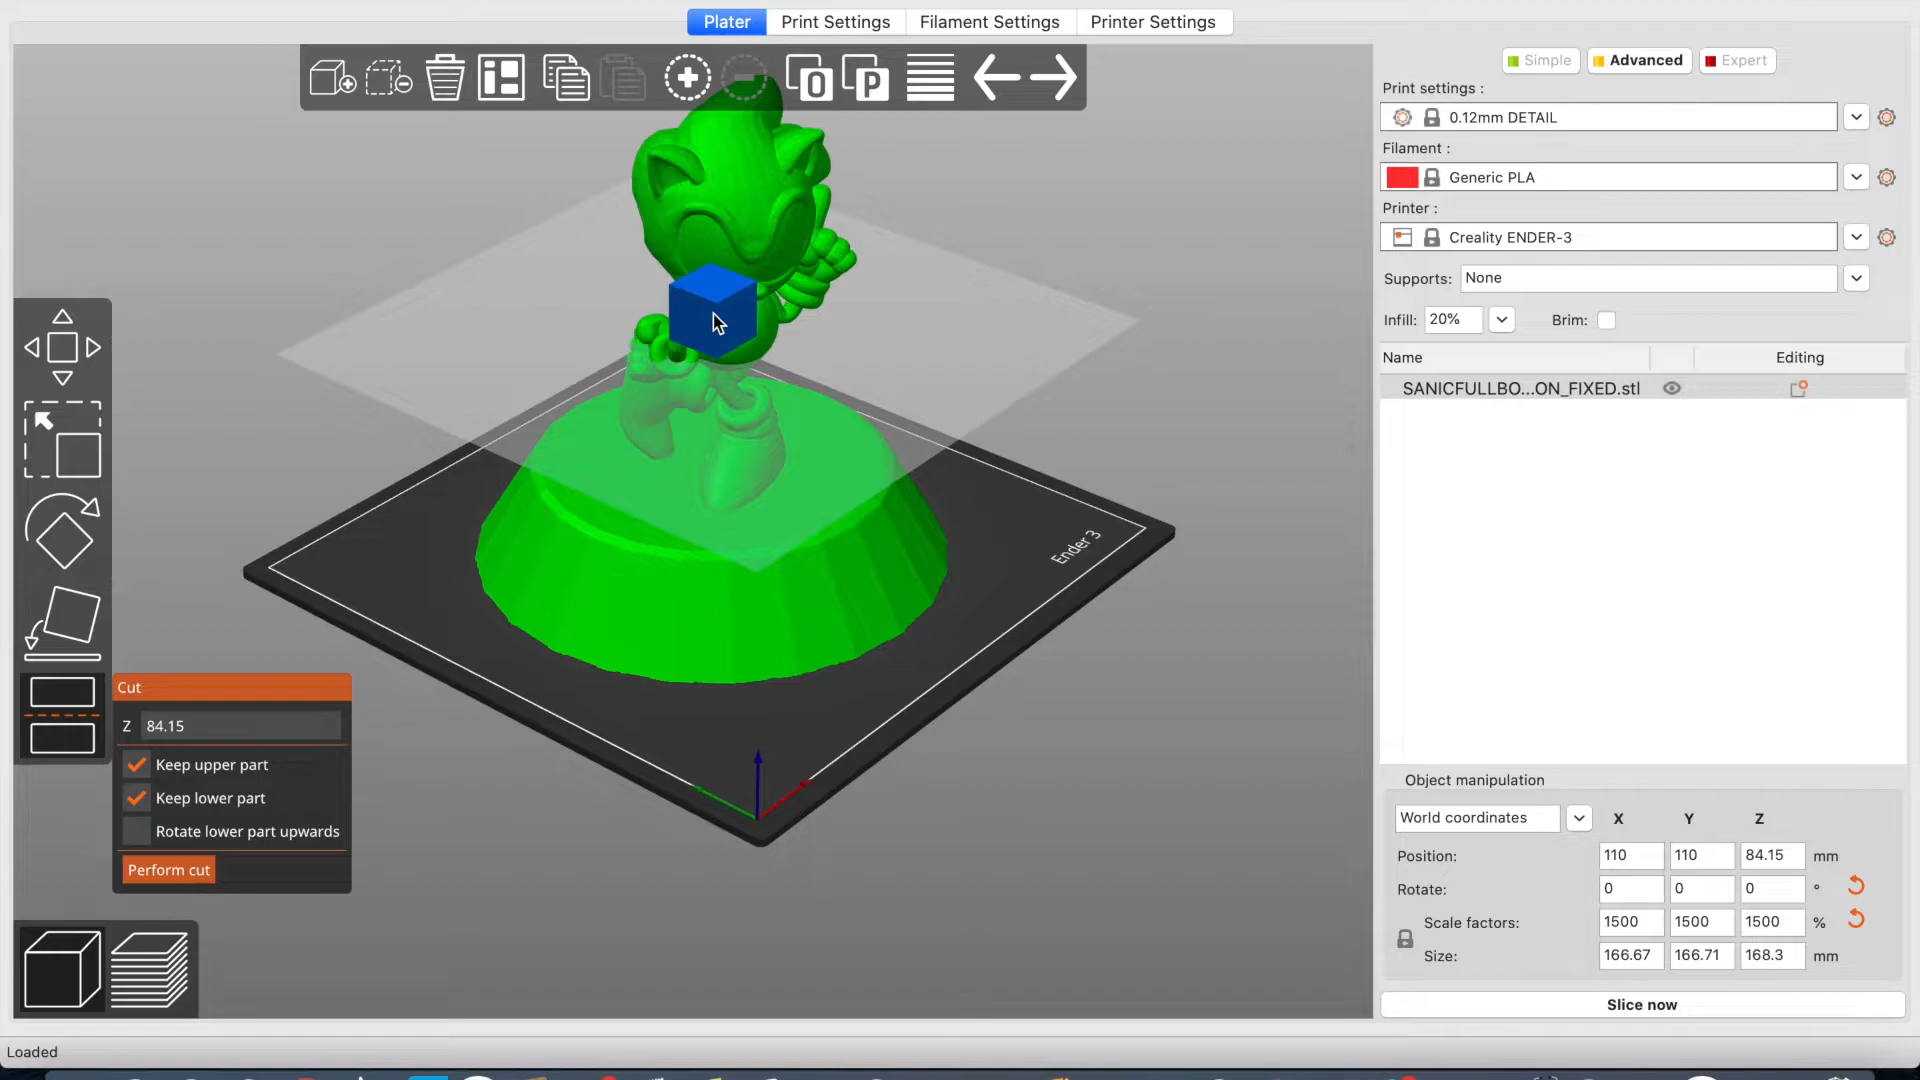 Plater Print Settings Filament Settings Printer Settings
O P
Simple Advanced Expert
Print settings :
0.12mm DETAIL
Filament :
Generic PLA
Printer :
Creality ENDER-3
Supports: None
Infill: 20% Brim:
Name Editing
SANICFULLBO...ON_FIXED.stl
Ender 3
Cut
Z 84.15
Keep upper part
Keep lower part
Rotate lower part upwards
Perform cut
Object manipulation
World coordinates X Y Z
Position: 110 110 84.15 mm
Rotate: 0 0 0 °
Scale factors: 1500 1500 1500 %
Size: 166.67 166.71 168.3 mm
Slice now
Loaded